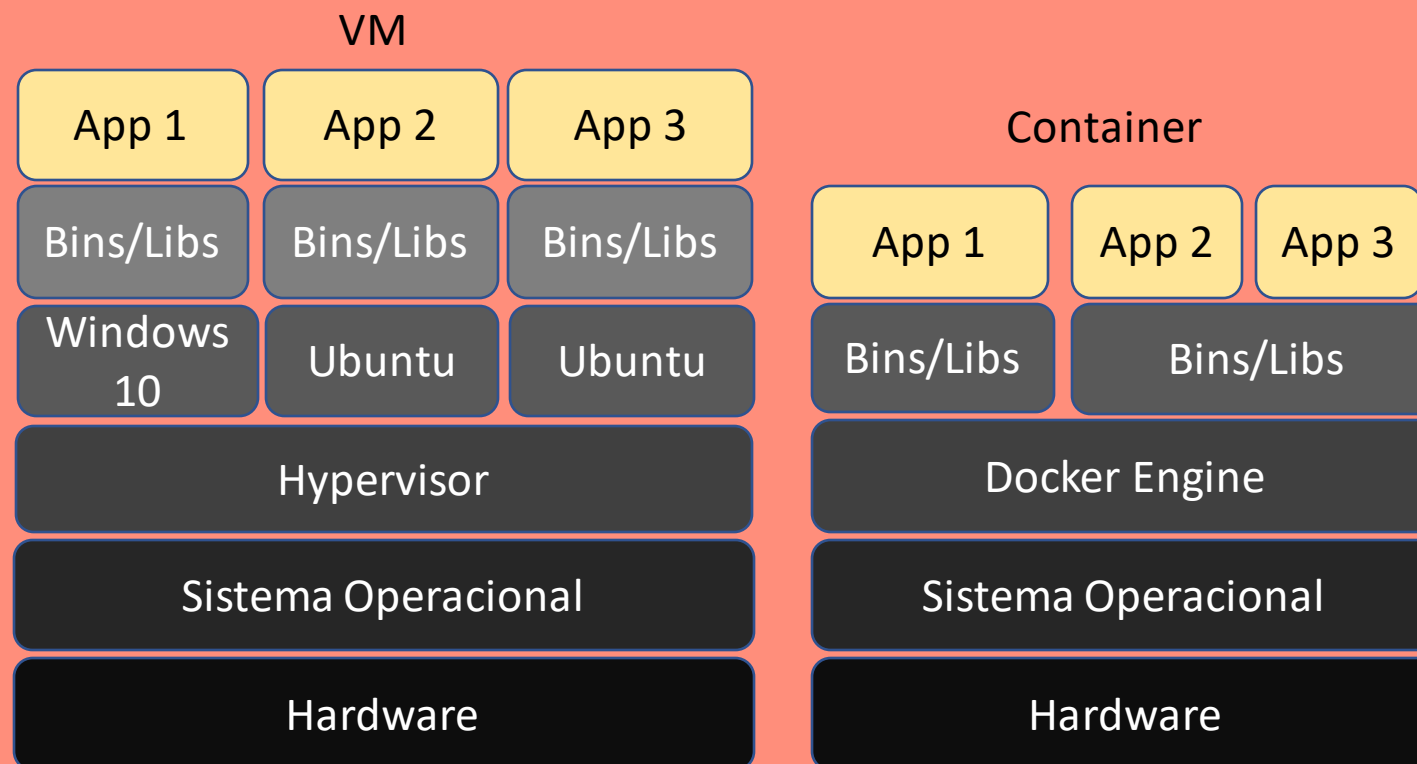 VM
App 1
App 2
App 3
Bins/Libs
Bins/Libs
Bins/Libs
Windows
10
Ubuntu
Ubuntu
Hypervisor
Sistema Operacional
Hardware
Container
App 1
App 2
App 3
Bins/Libs
Bins/Libs
Docker Engine
Sistema Operacional
Hardware